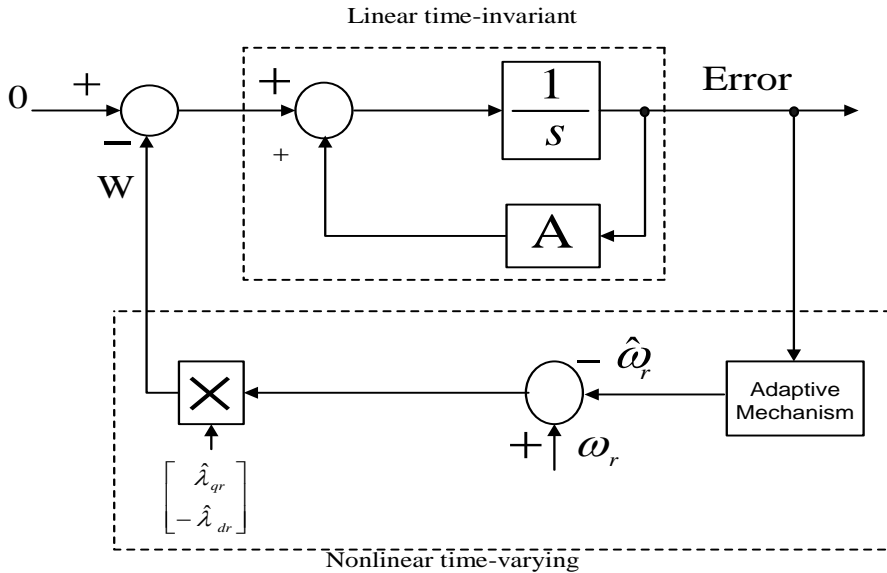 Linear time-invariant
0
+
−
W
+
+
1
s
A
Error
− ω̂r
Adaptive
Mechanism
+ ωr
×
λ̂qr
− λ̂dr
Nonlinear time-varying